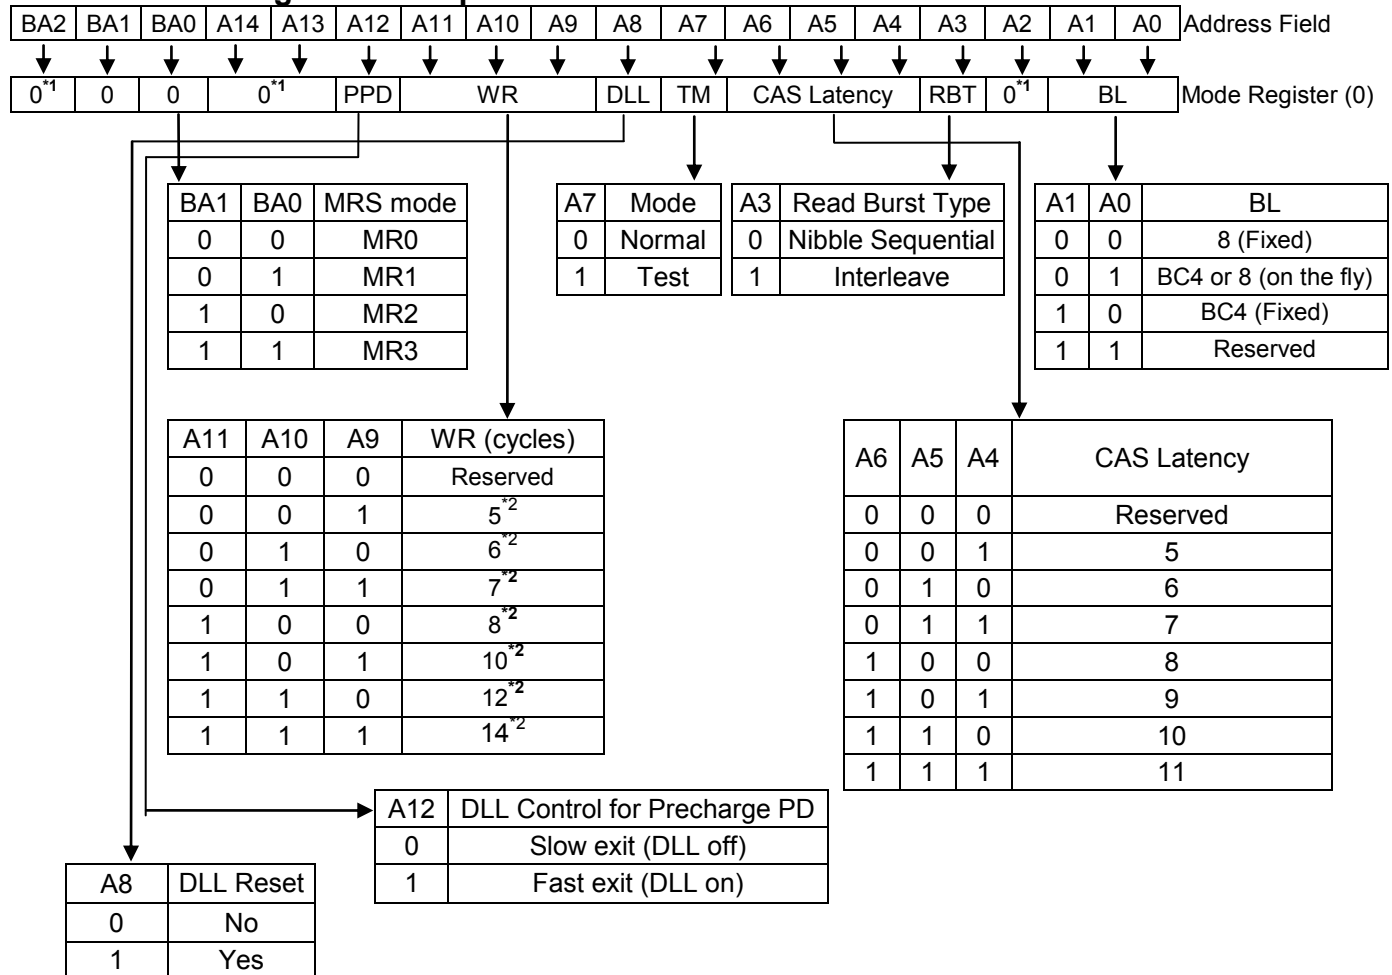 BA2 BA1 BA0 A14 A13 A12 A11 A10 A9 A8 A7 A6 A5 A4 A3 A2 A1 A0 Address Field
0*1 0 0 0*1 PPD WR DLL TM CAS Latency RBT 0*1 BL Mode Register (0)
BA1 BA0 MRS mode
0 0 MR0
0 1 MR1
1 0 MR2
1 1 MR3
A7 Mode
0 Normal
1 Test
A3 Read Burst Type
0 Nibble Sequential
1 Interleave
A1 A0 BL
0 0 8 (Fixed)
0 1 BC4 or 8 (on the fly)
1 0 BC4 (Fixed)
1 1 Reserved
A11 A10 A9 WR (cycles)
0 0 0 Reserved
0 0 1 5*2
0 1 0 6*2
0 1 1 7*2
1 0 0 8*2
1 0 1 10*2
1 1 0 12*2
1 1 1 14*2
A6 A5 A4 CAS Latency
0 0 0 Reserved
0 0 1 5
0 1 0 6
0 1 1 7
1 0 0 8
1 0 1 9
1 1 0 10
1 1 1 11
A12 DLL Control for Precharge PD
0 Slow exit (DLL off)
1 Fast exit (DLL on)
A8 DLL Reset
0 No
1 Yes